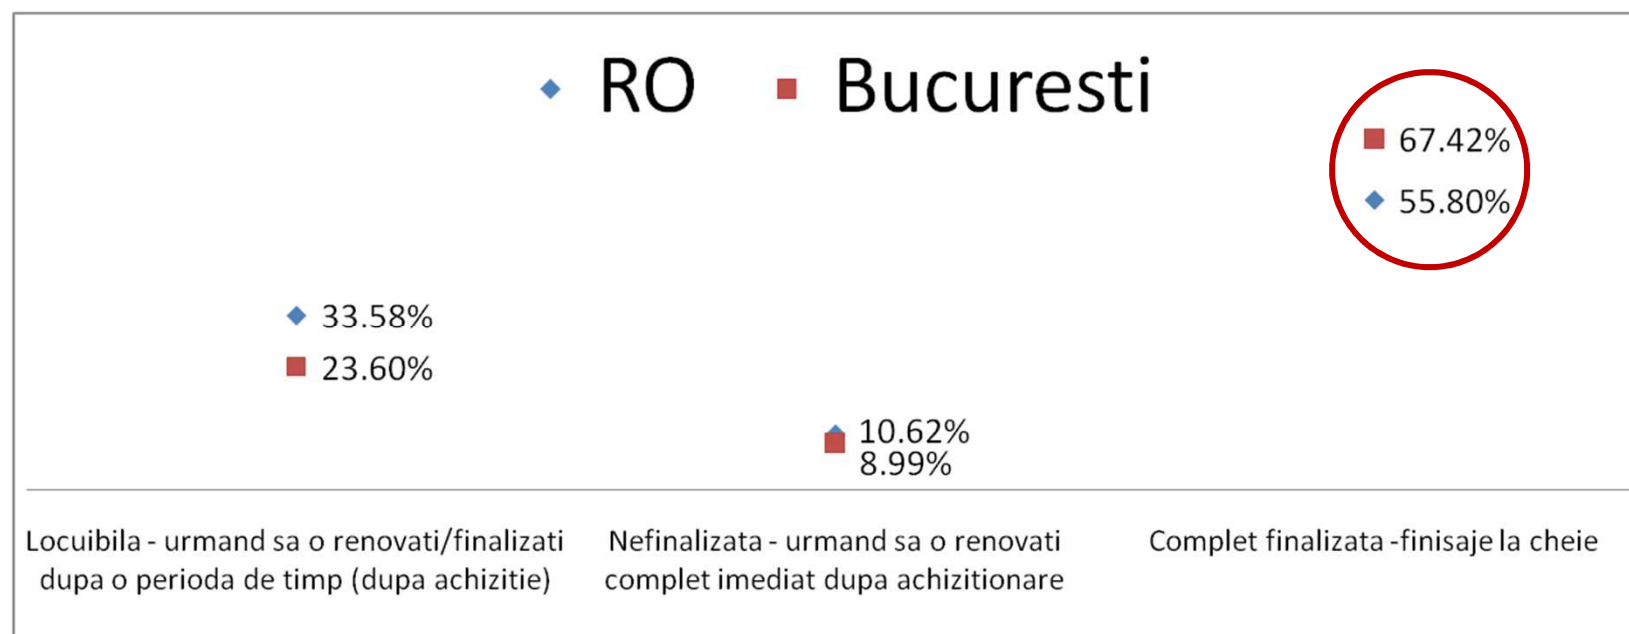 RO Bucuresti
67.42%
55.80%
33.58%
23.60%
10.62%
8.99%
Locuibila - urmand sa o renovati/finalizati
dupa o perioda de timp (dupa achizitie)
Nefinalizata - urmand sa o renovati
complet imediat dupa achizitionare
Complet finalizata -finisaje la cheie